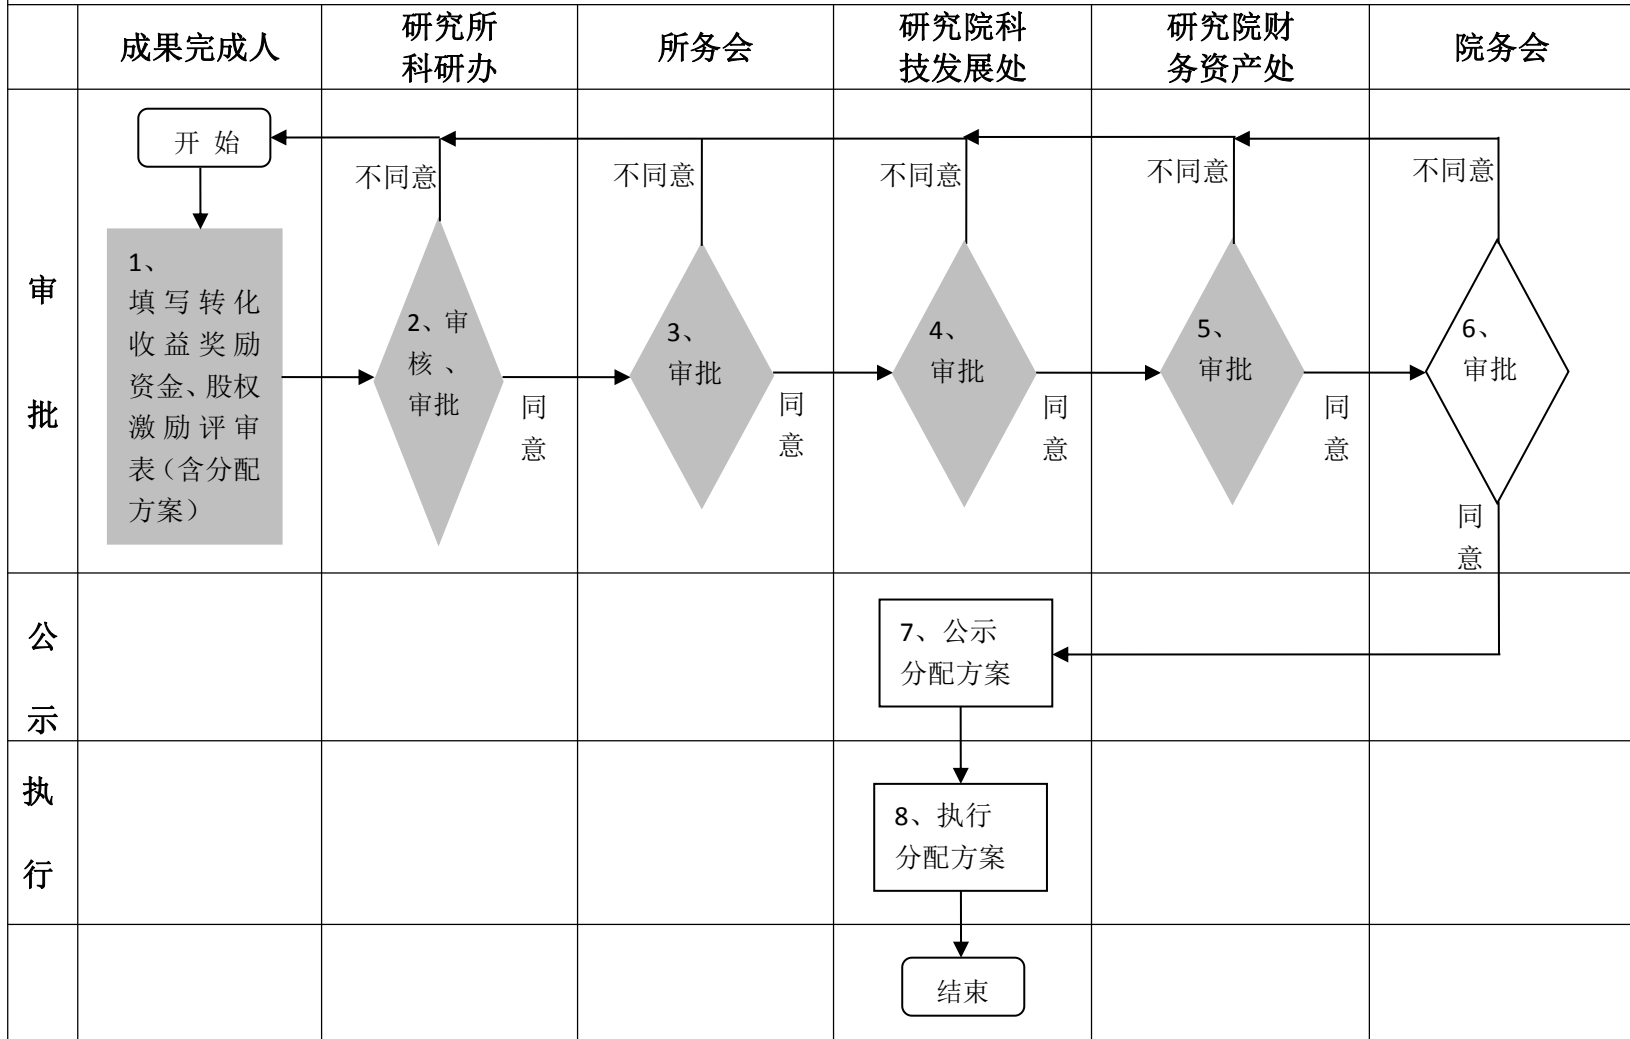 成果完成人
研究所
科研办
所务会
研究院科
技发展处
研究院财
务资产处
院务会
审
批
开 始
不同意
不同意
不同意
不同意
不同意
1、
填写转化
收益奖励
资金、股权
激励评审
表（含分配
方案）
2、审
核、
审批
同
意
3、
审批
同
意
4、
审批
同
意
5、
审批
同
意
6、
审批
同
意
公
示
7、公示
分配方案
执
行
8、执行
分配方案
结束